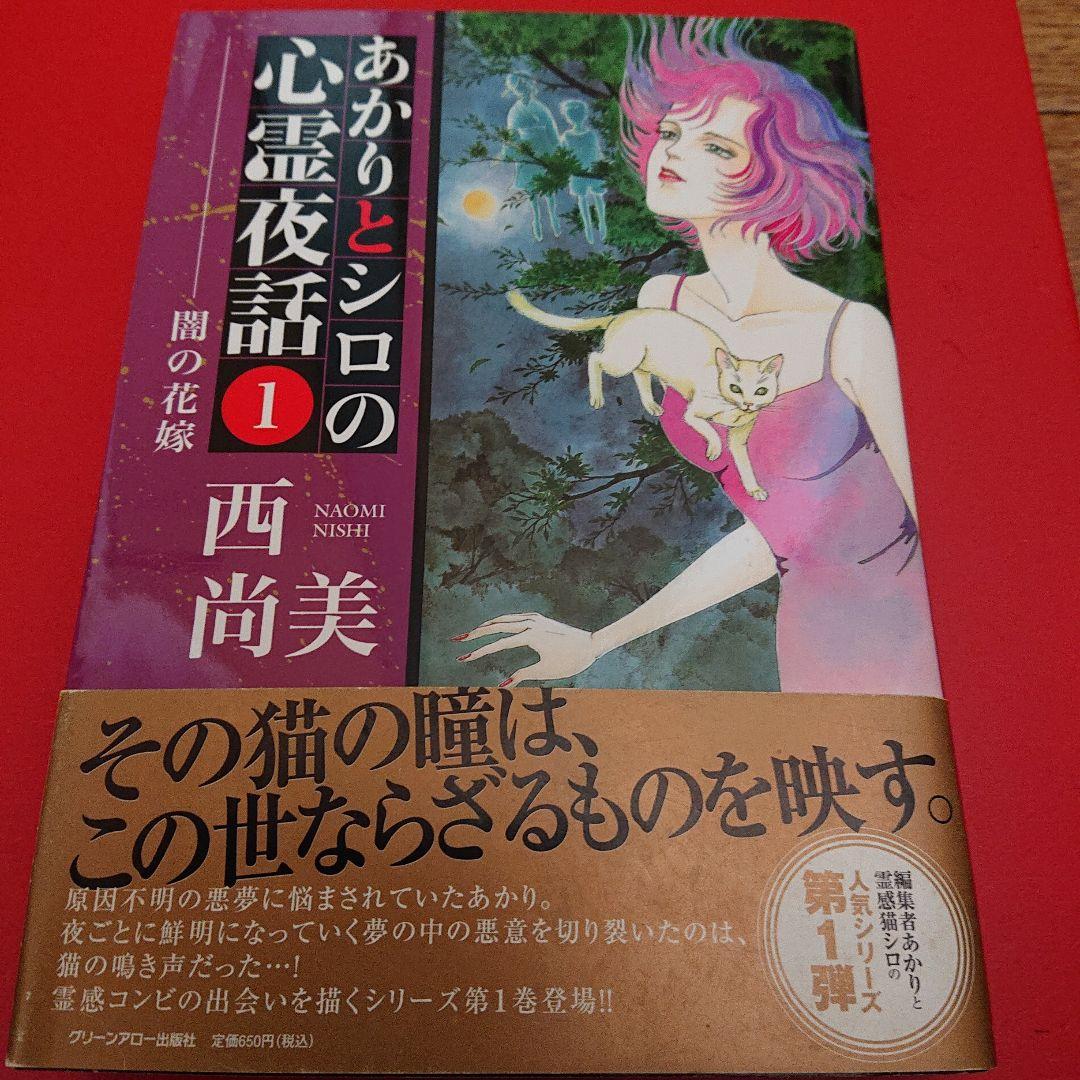 あかりとシロの
心霊夜話
1
闇の花嫁
NAOMI
NISHI
西
尚美
その猫の瞳は、
この世ならざるものを映す。
原因不明の悪夢に悩まされていたあかり。
夜ごとに鮮明になっていく夢の中の悪意を切り裂いたのは、
猫の鳴き声だった…!
霊感コンビの出会いを描くシリーズ第1巻登場!!
グリーンアロー出版社 定価650円(税込)
編集者あかりと
霊感猫シロの
人気シリーズ
第1弾